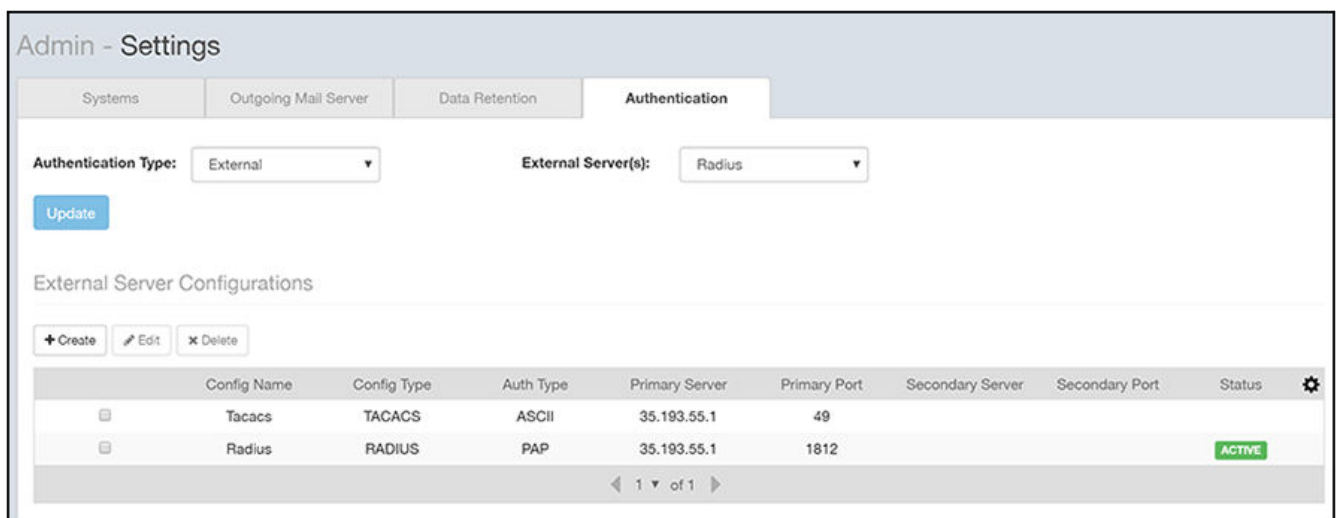 Admin - Settings
Systems Outgoing Mail Server Data Retention Authentication
Authentication Type: External External Server(s): Radius
Update
External Server Configurations
Create Edit Delete
Config Name Config Type Auth Type Primary Server Primary Port Secondary Server Secondary Port Status
Tacacs TACACS ASCII 35.193.55.1 49
Radius RADIUS PAP 35.193.55.1 1812 ACTIVE
1 of 1